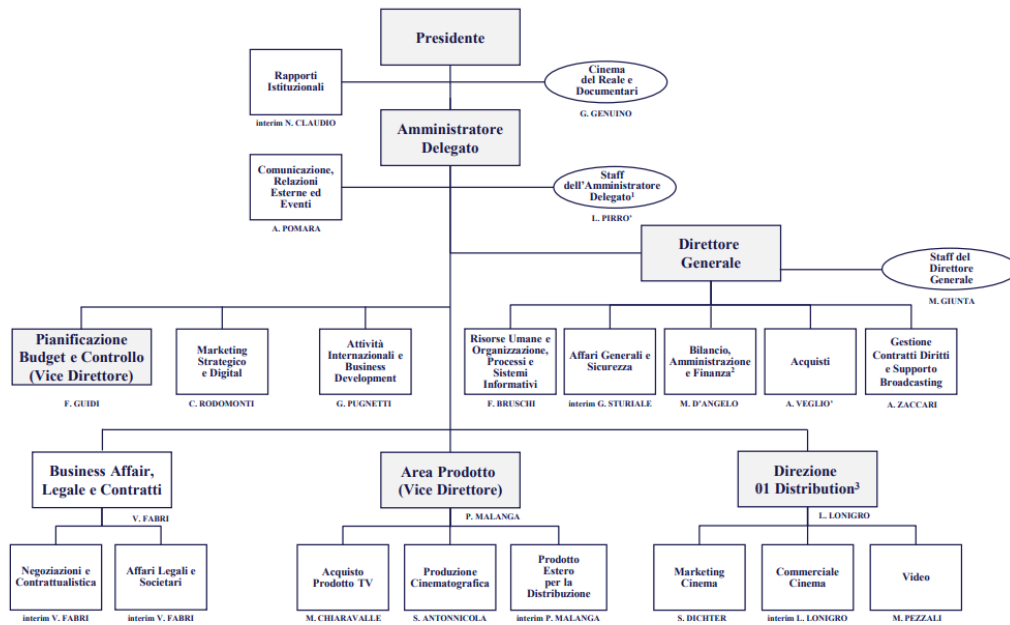 Presidente
Rapporti
Istituzionali
interim N. CLAUDIO
Cinema
del Reale e
Documentari
G. GENUINO
Amministratore
Delegato
Comunicazione,
Relazioni
Esterne ed
Eventi
A. POMARA
Staff
dell'Amministratore
Delegato¹
L. PIRRO'
Direttore
Generale
Staff del
Direttore
Generale
M. GIUNTA
Pianificazione
Budget e Controllo
(Vice Direttore)
F. GUIDI
Marketing
Strategico
e Digital
C. RODOMONTI
Attività
Internazionali e
Business
Development
G. PUGNETTI
Risorse Umane e
Organizzazione,
Processi e
Sistemi
Informativi
F. BRUSCHI
Affari Generali e
Sicurezza
interim G. STURIALE
Bilancio,
Amministrazione
e Finanza²
M. D'ANGELO
Acquisti
A. VEGLIO'
Gestione
Contratti Diritti
e Supporto
Broadcasting
A. ZACCARI
Business Affair,
Legale e Contratti
V. FABRI
Area Prodotto
(Vice Direttore)
P. MALANGA
Direzione
01 Distribution³
L. LONIGRO
Negoziazioni e
Contrattualistica
interim V. FABRI
Affari Legali e
Societari
interim V. FABRI
Acquisto
Prodotto TV
M. CHIARAVALLE
Produzione
Cinematografica
S. ANTONNICOLA
Prodotto
Estero
per la
Distribuzione
interim P. MALANGA
Marketing
Cinema
S. DICHTER
Commerciale
Cinema
interim L. LONIGRO
Video
M. PEZZALI